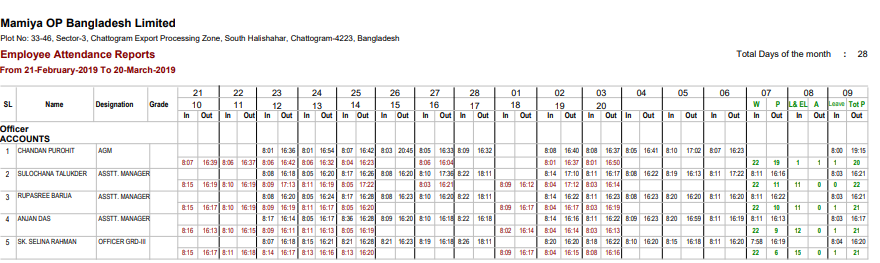 Mamiya OP Bangladesh Limited
Plot No: 33-46, Sector-3, Chattogram Export Processing Zone, South Halishahar, Chattogram-4223, Bangladesh
Employee Attendance Reports Total Days of the month : 28
From 21-February-2019 To 20-March-2019
21 22 23 24 25 26 27 28 01 02 03 04 05 06 07 08 09
SL Name Designation Grade 10 11 12 13 14 15 16 17 18 19 20 W P L& EL A Leave Tot P
In Out In Out In Out In Out In Out In Out In Out In Out In Out In Out In Out In Out In Out In Out In Out In Out In Out
Officer
ACCOUNTS
1 CHANDAN PUROHIT AGM 8:01 16:36 8:01 16:54 8:07 16:42 8:03 20:45 8:05 16:33 8:09 16:32 8:08 16:40 8:08 16:37 8:05 16:41 8:10 17:02 8:07 16:23 8:00 19:15
8:07 16:39 8:06 16:37 8:06 16:42 8:06 16:32 8:04 16:23 8:06 16:04 8:01 16:37 8:01 16:50 22 19 1 1 1 20
2 SULOCHANA TALUKDER ASSTT. MANAGER 8:08 16:18 8:05 16:20 8:17 16:26 8:08 16:20 8:10 17:36 8:22 18:11 8:14 17:10 8:11 16:17 8:08 16:22 8:19 16:13 8:11 17:22 8:11 16:16 8:03 16:21
8:15 16:19 8:10 16:19 8:09 17:13 8:11 16:19 8:05 17:22 8:03 16:21 8:09 16:12 8:04 17:12 8:03 16:14 22 11 11 0 0 22
3 RUPASREE BARUA ASSTT. MANAGER 8:08 16:20 8:05 16:24 8:17 16:28 8:08 16:23 8:10 16:20 8:22 18:11 8:14 16:22 8:11 16:23 8:08 16:23 8:20 16:20 8:11 16:20 8:11 16:22 8:03 16:21
8:15 16:17 8:10 16:19 8:09 16:19 8:11 16:17 8:05 16:20 8:09 16:17 8:04 16:17 8:03 16:19 22 10 11 0 1 21
4 ANJAN DAS ASSTT. MANAGER 8:17 16:14 8:05 16:17 8:36 16:28 8:09 16:20 8:10 16:18 8:22 16:18 8:14 16:16 8:11 16:22 8:09 16:23 8:20 16:59 8:11 16:19 8:11 16:13 8:03 16:17
8:16 16:13 8:10 16:15 8:09 16:11 8:11 16:13 8:05 16:19 8:02 16:14 8:04 16:14 8:03 16:13 22 9 12 0 1 21
5 SK. SELINA RAHMAN OFFICER GRD-III 8:07 16:18 8:15 16:21 8:21 16:28 8:21 16:23 8:19 16:18 8:26 18:11 8:20 16:20 8:18 16:22 8:10 16:20 8:15 16:18 8:11 16:20 7:58 16:19 8:04 16:20
8:15 16:17 8:11 16:18 8:14 16:17 8:13 16:16 8:13 16:20 8:09 16:17 8:04 16:15 8:08 16:16 22 6 15 0 1 21